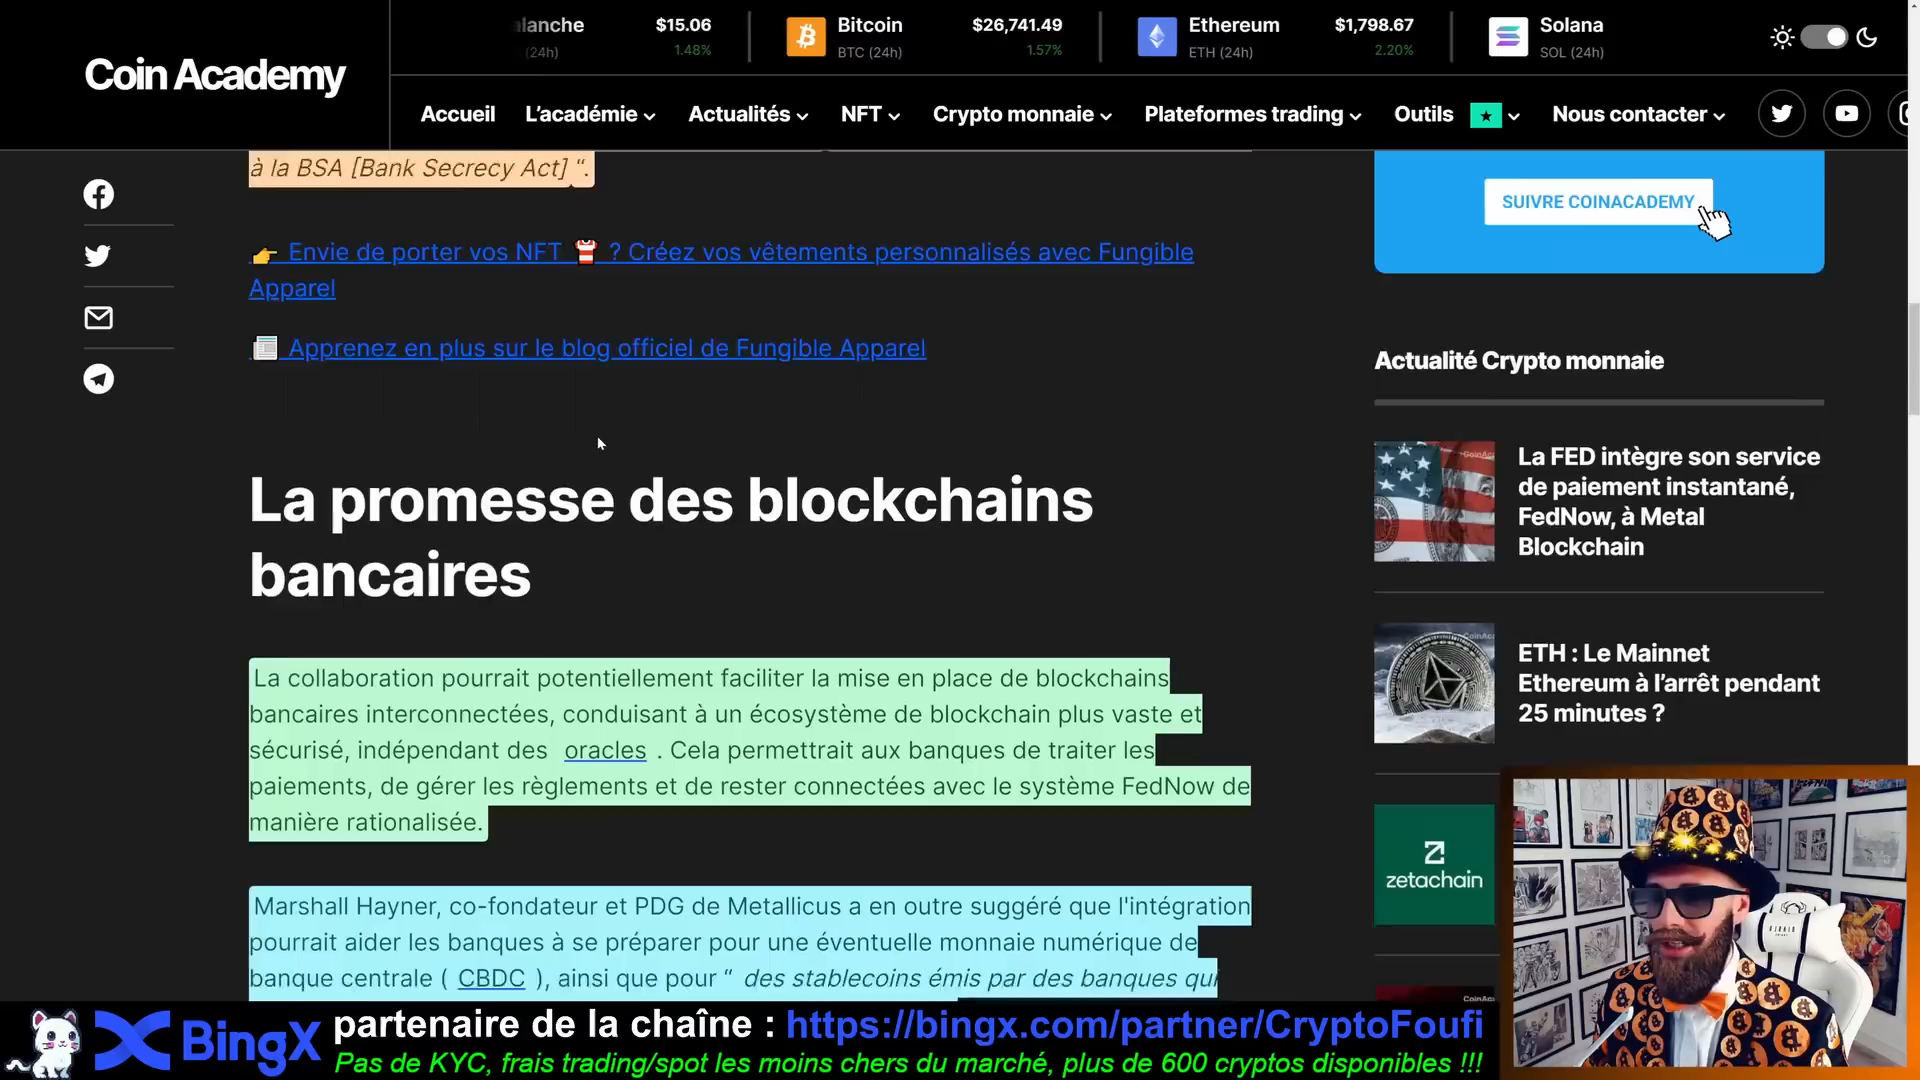 Coin Academy
alanche
$15.06
(24h)
1.48%
Bitcoin
$26,741.49
BTC (24h)
1.57%
Ethereum
$1,798.67
ETH (24h)
2.20%
Solana
SOL (24h)
Accueil L'académie Actualités NFT Crypto monnaie Plateformes trading Outils Nous contacter
à la BSA [Bank Secrecy Act] “.
👉 Envie de porter vos NFT 👕 ? Créez vos vêtements personnalisés avec Fungible
Apparel
📰 Apprenez en plus sur le blog officiel de Fungible Apparel
La promesse des blockchains
bancaires
La collaboration pourrait potentiellement faciliter la mise en place de blockchains
bancaires interconnectées, conduisant à un écosystème de blockchain plus vaste et
sécurisé, indépendant des oracles . Cela permettrait aux banques de traiter les
paiements, de gérer les règlements et de rester connectées avec le système FedNow de
manière rationalisée.
Marshall Hayner, co-fondateur et PDG de Metallicus a en outre suggéré que l'intégration
pourrait aider les banques à se préparer pour une éventuelle monnaie numérique de
banque centrale ( CBDC ), ainsi que pour “ des stablecoins émis par des banques qui
SUIVRE COINACADEMY
Actualité Crypto monnaie
La FED intègre son service
de paiement instantané,
FedNow, à Metal
Blockchain
ETH : Le Mainnet
Ethereum à l'arrêt pendant
25 minutes ?
zetachain
BingX
partenaire de la chaîne : https://bingx.com/partner/CryptoFoufi
Pas de KYC, frais trading/spot les moins chers du marché, plus de 600 cryptos disponibles !!!